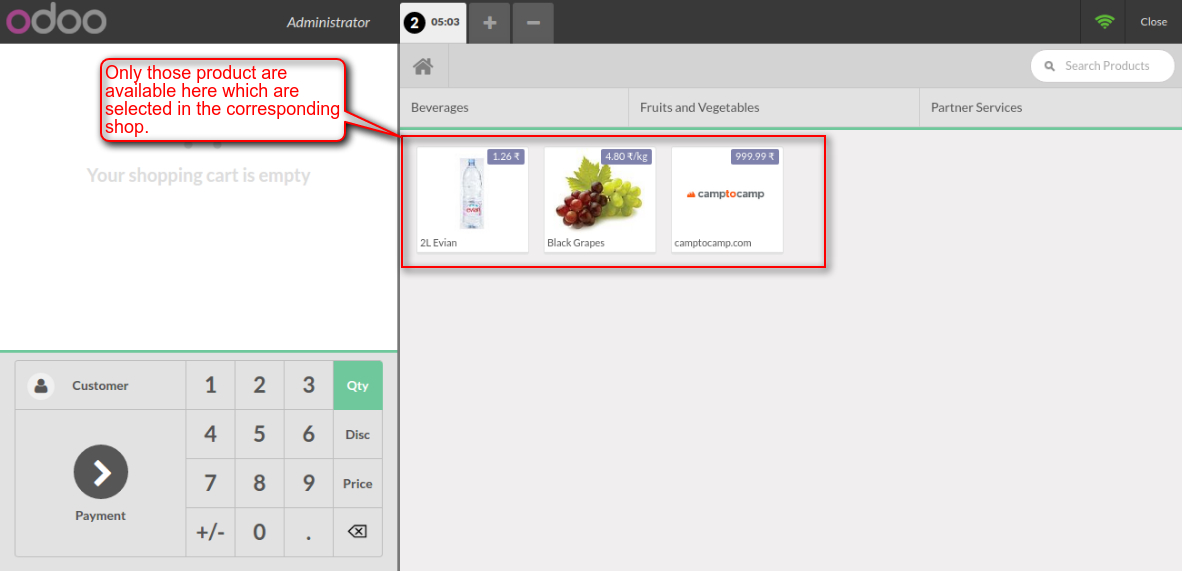 odoo
Administrator
2 05:03
+
−
Close
Only those product are
available here which are
selected in the corresponding
shop.
Your shopping cart is empty
Search Products
Beverages
Fruits and Vegetables
Partner Services
1.26 ₹
evian
2L Evian
4.80 ₹/kg
Black Grapes
999.99 ₹
camptocamp
camptocamp.com
Customer
1 2 3 Qty
4 5 6 Disc
7 8 9 Price
+/- 0 .
Payment